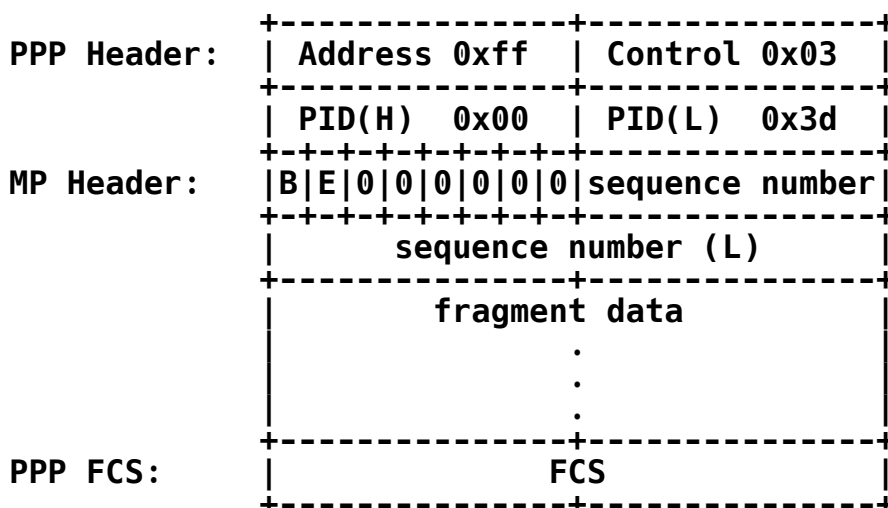 +---------------+---------------+
PPP Header:   | Address 0xff  | Control 0x03  |
              +---------------+---------------+
              | PID(H)  0x00  | PID(L)  0x3d  |
              +-+-+-+-+-+-+-+-+---------------+
MP Header:    |B|E|0|0|0|0|0|0|sequence number|
              +-+-+-+-+-+-+-+-+---------------+
              |      sequence number (L)      |
              +---------------+---------------+
              |        fragment data          |
              |               .               |
              |               .               |
              |               .               |
              +---------------+---------------+
PPP FCS:      |              FCS              |
              +---------------+---------------+